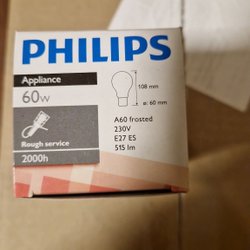 PHILIPS
Appliance
60W
108 mm
ø: 60 mm
Rough service
2000h
A60 frosted
230V
E27 ES
515 lm